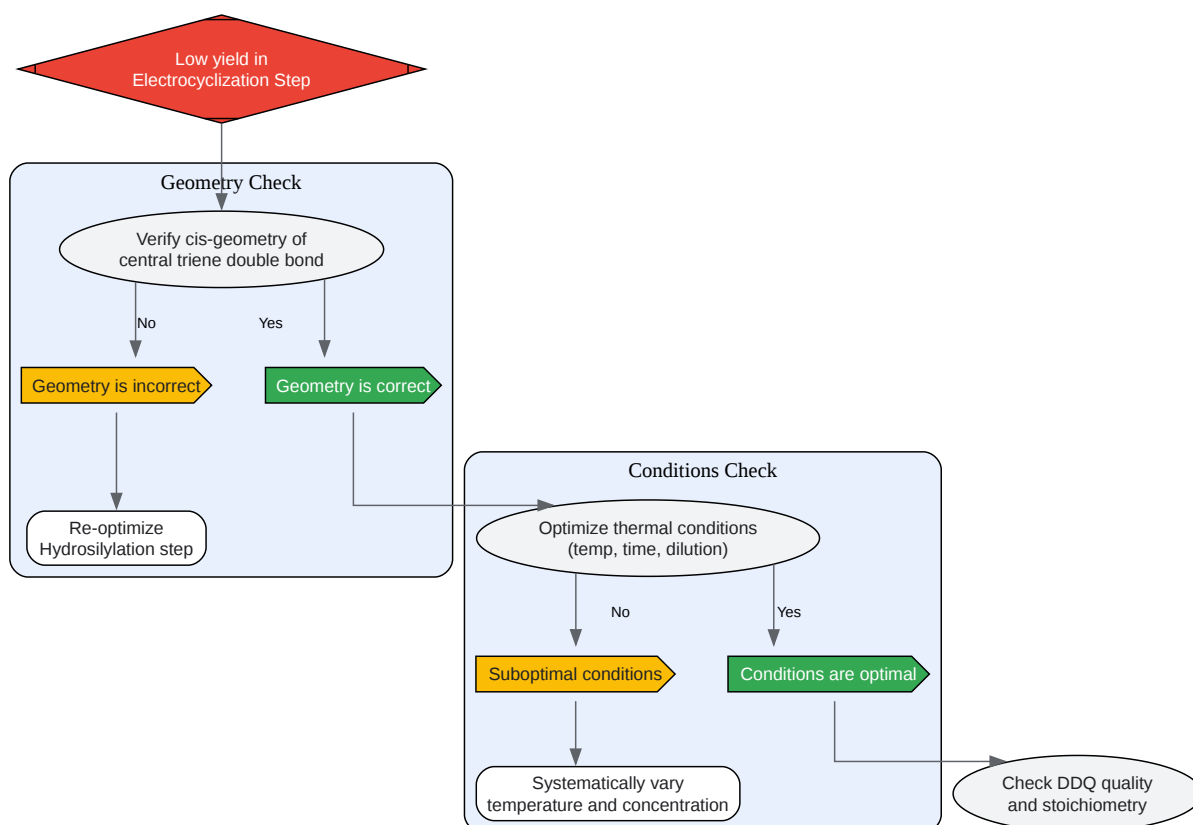 Low yield in
Electrocyclization Step
Geometry Check
Verify cis-geometry of
central triene double bond
No
Yes
Geometry is incorrect
Geometry is correct
Re-optimize
Hydrosilylation step
Conditions Check
Optimize thermal conditions
(temp, time, dilution)
No
Yes
Suboptimal conditions
Conditions are optimal
Systematically vary
temperature and concentration
Check DDQ quality
and stoichiometry